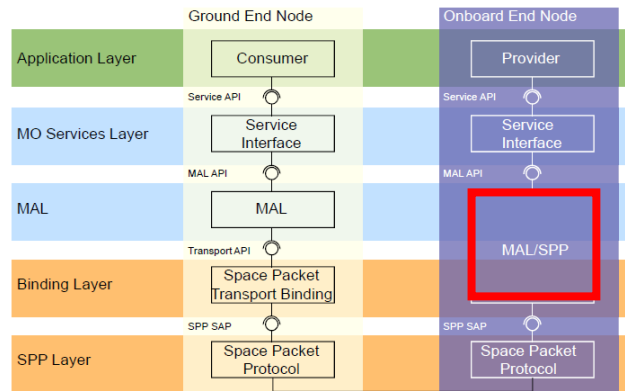 Ground End Node
Onboard End Node
Application Layer
Consumer
Provider
Service API
Service API
MO Services Layer
Service
Interface
Service
Interface
MAL API
MAL API
MAL
MAL
MAL/SPP
Transport API
Binding Layer
Space Packet
Transport Binding
SPP SAP
SPP SAP
SPP Layer
Space Packet
Protocol
Space Packet
Protocol